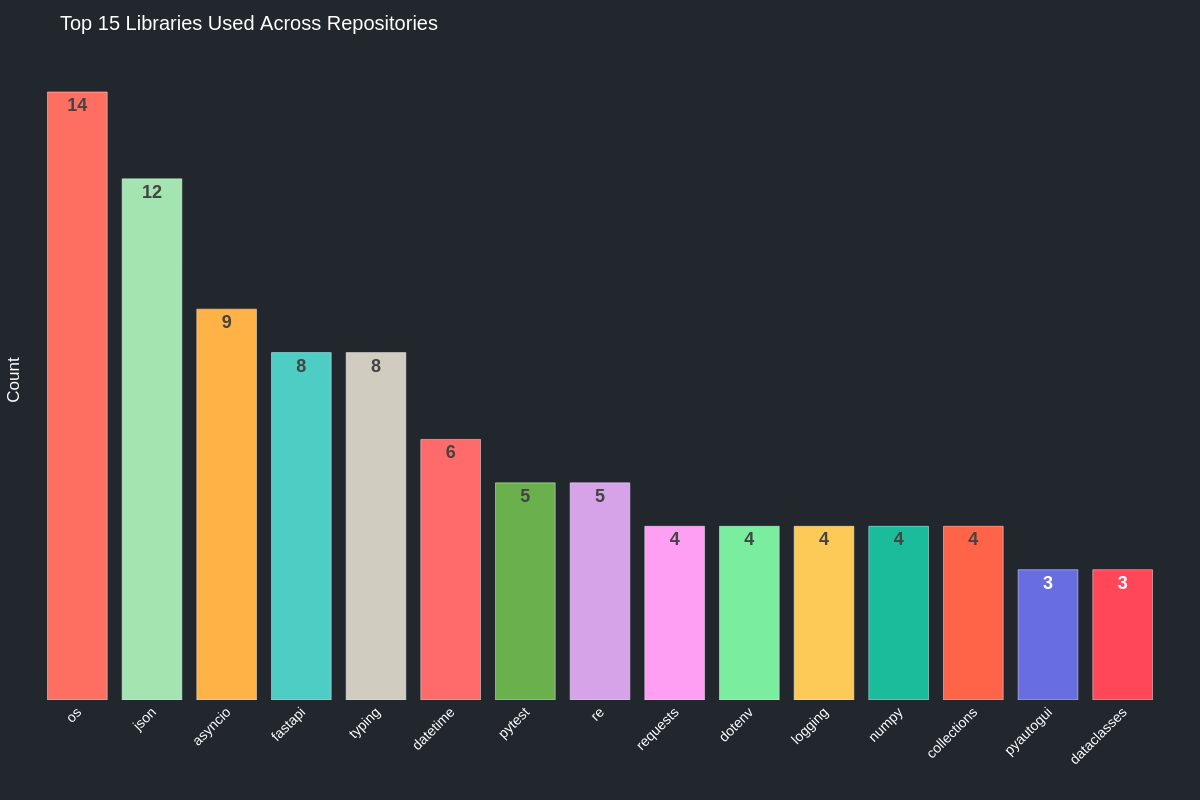 Top 15 Libraries Used Across Repositories
Count
14
12
9
8
8
6
5
5
4
4
4
4
4
3
3
os
json
asyncio
fastapi
typing
datetime
pytest
re
requests
dotenv
logging
numpy
collections
pyautogui
dataclasses